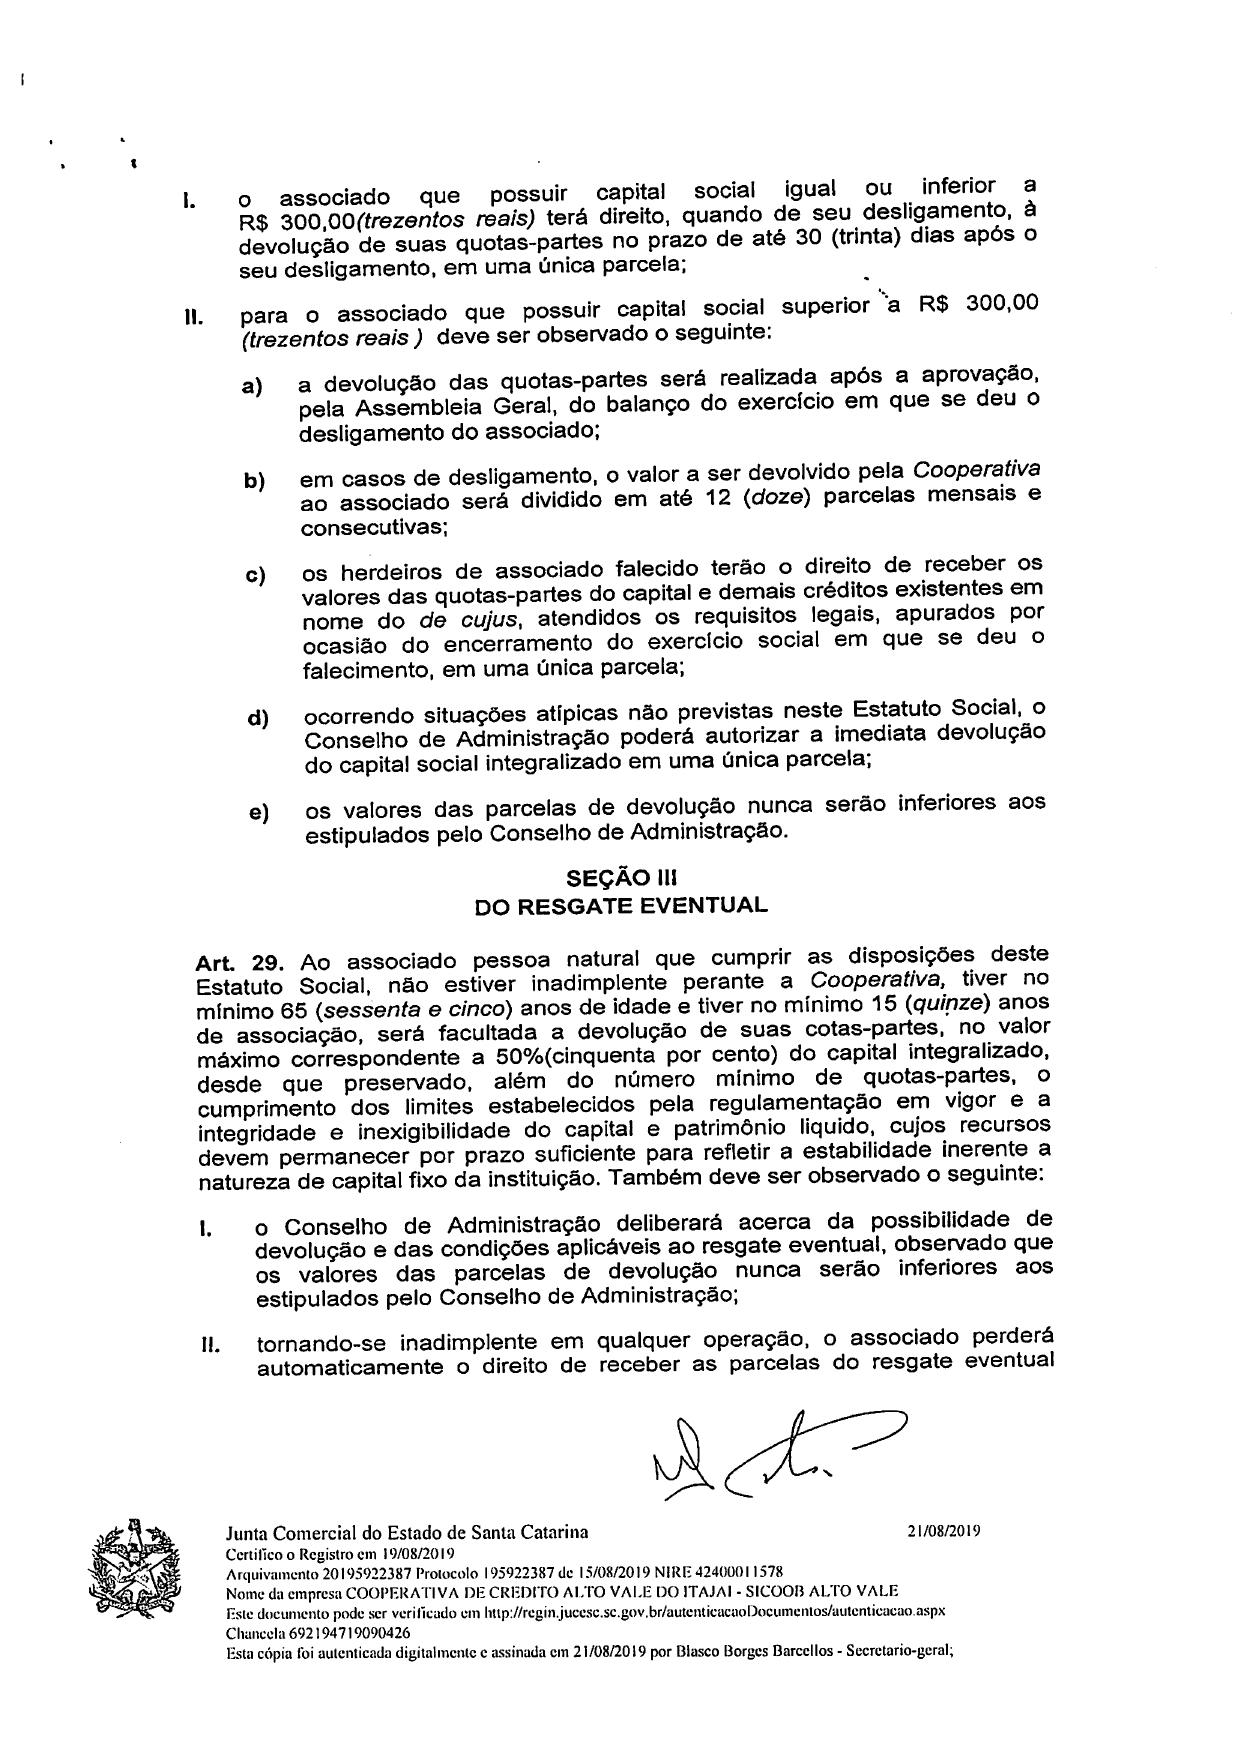 I. o associado que possuir capital social igual ou inferior a
R$ 300,00(trezentos reais) terá direito, quando de seu desligamento, à
devolução de suas quotas-partes no prazo de até 30 (trinta) dias após o
seu desligamento, em uma única parcela;
II. para o associado que possuir capital social superior a R$ 300,00
(trezentos reais ) deve ser observado o seguinte:
a) a devolução das quotas-partes será realizada após a aprovação,
pela Assembleia Geral, do balanço do exercício em que se deu o
desligamento do associado;
b) em casos de desligamento, o valor a ser devolvido pela Cooperativa
ao associado será dividido em até 12 (doze) parcelas mensais e
consecutivas;
c) os herdeiros de associado falecido terão o direito de receber os
valores das quotas-partes do capital e demais créditos existentes em
nome do de cujus, atendidos os requisitos legais, apurados por
ocasião do encerramento do exercício social em que se deu o
falecimento, em uma única parcela;
d) ocorrendo situações atípicas não previstas neste Estatuto Social, o
Conselho de Administração poderá autorizar a imediata devolução
do capital social integralizado em uma única parcela;
e) os valores das parcelas de devolução nunca serão inferiores aos
estipulados pelo Conselho de Administração.
SEÇÃO III
DO RESGATE EVENTUAL
Art. 29. Ao associado pessoa natural que cumprir as disposições deste
Estatuto Social, não estiver inadimplente perante a Cooperativa, tiver no
mínimo 65 (sessenta e cinco) anos de idade e tiver no mínimo 15 (quinze) anos
de associação, será facultada a devolução de suas cotas-partes, no valor
máximo correspondente a 50%(cinquenta por cento) do capital integralizado,
desde que preservado, além do número mínimo de quotas-partes, o
cumprimento dos limites estabelecidos pela regulamentação em vigor e a
integridade e inexigibilidade do capital e patrimônio liquido, cujos recursos
devem permanecer por prazo suficiente para refletir a estabilidade inerente a
natureza de capital fixo da instituição. Também deve ser observado o seguinte:
I. o Conselho de Administração deliberará acerca da possibilidade de
devolução e das condições aplicáveis ao resgate eventual, observado que
os valores das parcelas de devolução nunca serão inferiores aos
estipulados pelo Conselho de Administração;
II. tornando-se inadimplente em qualquer operação, o associado perderá
automaticamente o direito de receber as parcelas do resgate eventual
Junta Comercial do Estado de Santa Catarina 21/08/2019
Certifico o Registro em 19/08/2019
Arquivamento 20195922387 Protocolo 195922387 de 15/08/2019 NIRE 42400011578
Nome da empresa COOPERATIVA DE CREDITO ALTO VALE DO ITAJAI - SICOOB ALTO VALE
Este documento pode ser verificado em http://regin.jucesc.sc.gov.br/autenticacaoDocumentos/autenticacao.aspx
Chancela 692194719090426
Esta cópia foi autenticada digitalmente e assinada em 21/08/2019 por Blasco Borges Barcellos - Secretario-geral;